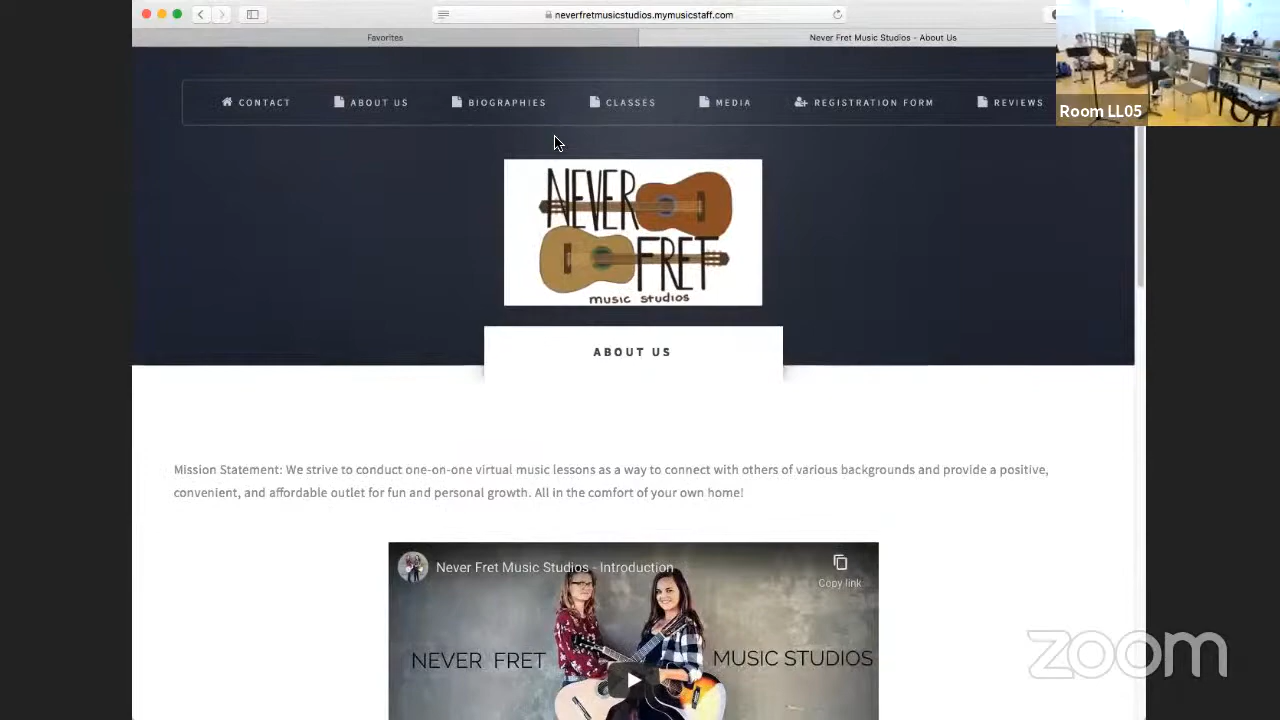 neverfretmusicstudios.mymusicstaff.com
Favorites
Never Fret Music Studios - About Us
CONTACT
ABOUT US
BIOGRAPHIES
CLASSES
MEDIA
REGISTRATION FORM
REVIEWS
Room LL05
NEVER
FRET
music studios
ABOUT US
Mission Statement: We strive to conduct one-on-one virtual music lessons as a way to connect with others of various backgrounds and provide a positive,
convenient, and affordable outlet for fun and personal growth. All in the comfort of your own home!
Never Fret Music Studios - Introduction
Copy link
NEVER FRET
MUSIC STUDIOS
zoom